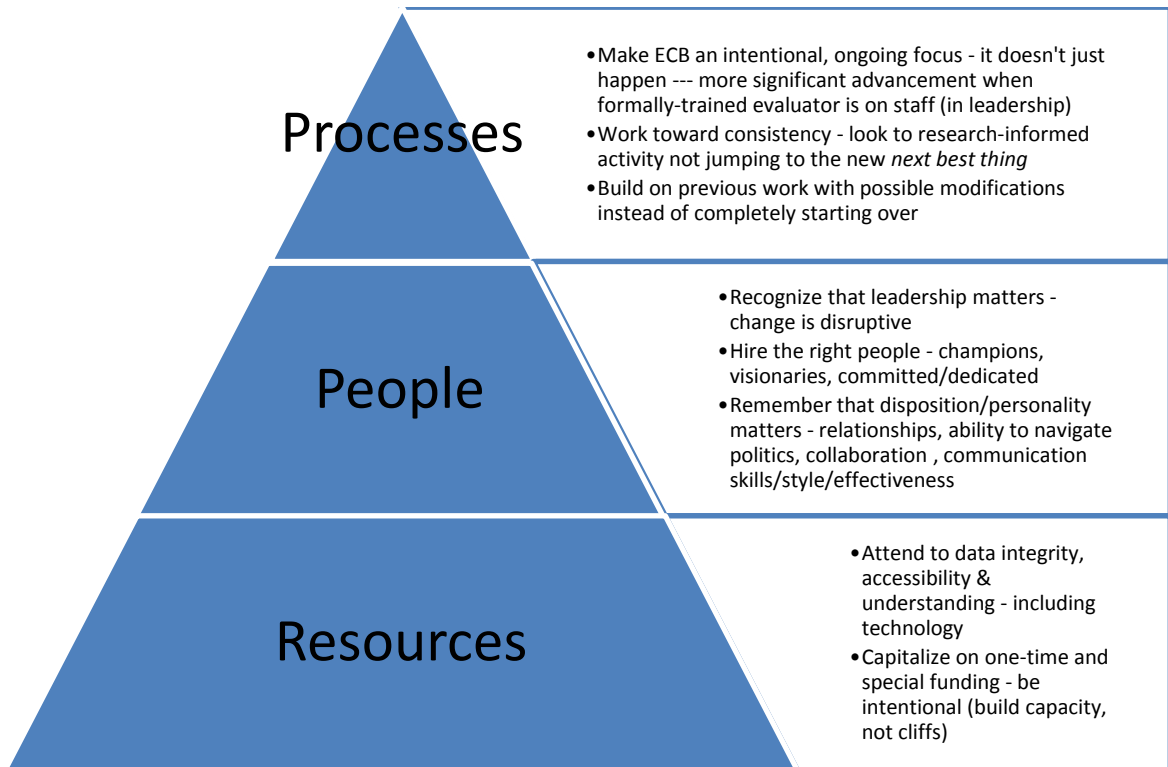 Processes
•Make ECB an intentional, ongoing focus - it doesn't just
happen --- more significant advancement when
formally-trained evaluator is on staff (in leadership)
•Work toward consistency - look to research-informed
activity not jumping to the new next best thing
•Build on previous work with possible modifications
instead of completely starting over
People
•Recognize that leadership matters -
change is disruptive
•Hire the right people - champions,
visionaries, committed/dedicated
•Remember that disposition/personality
matters - relationships, ability to navigate
politics, collaboration , communication
skills/style/effectiveness
Resources
•Attend to data integrity,
accessibility &
understanding - including
technology
•Capitalize on one-time and
special funding - be
intentional (build capacity,
not cliffs)